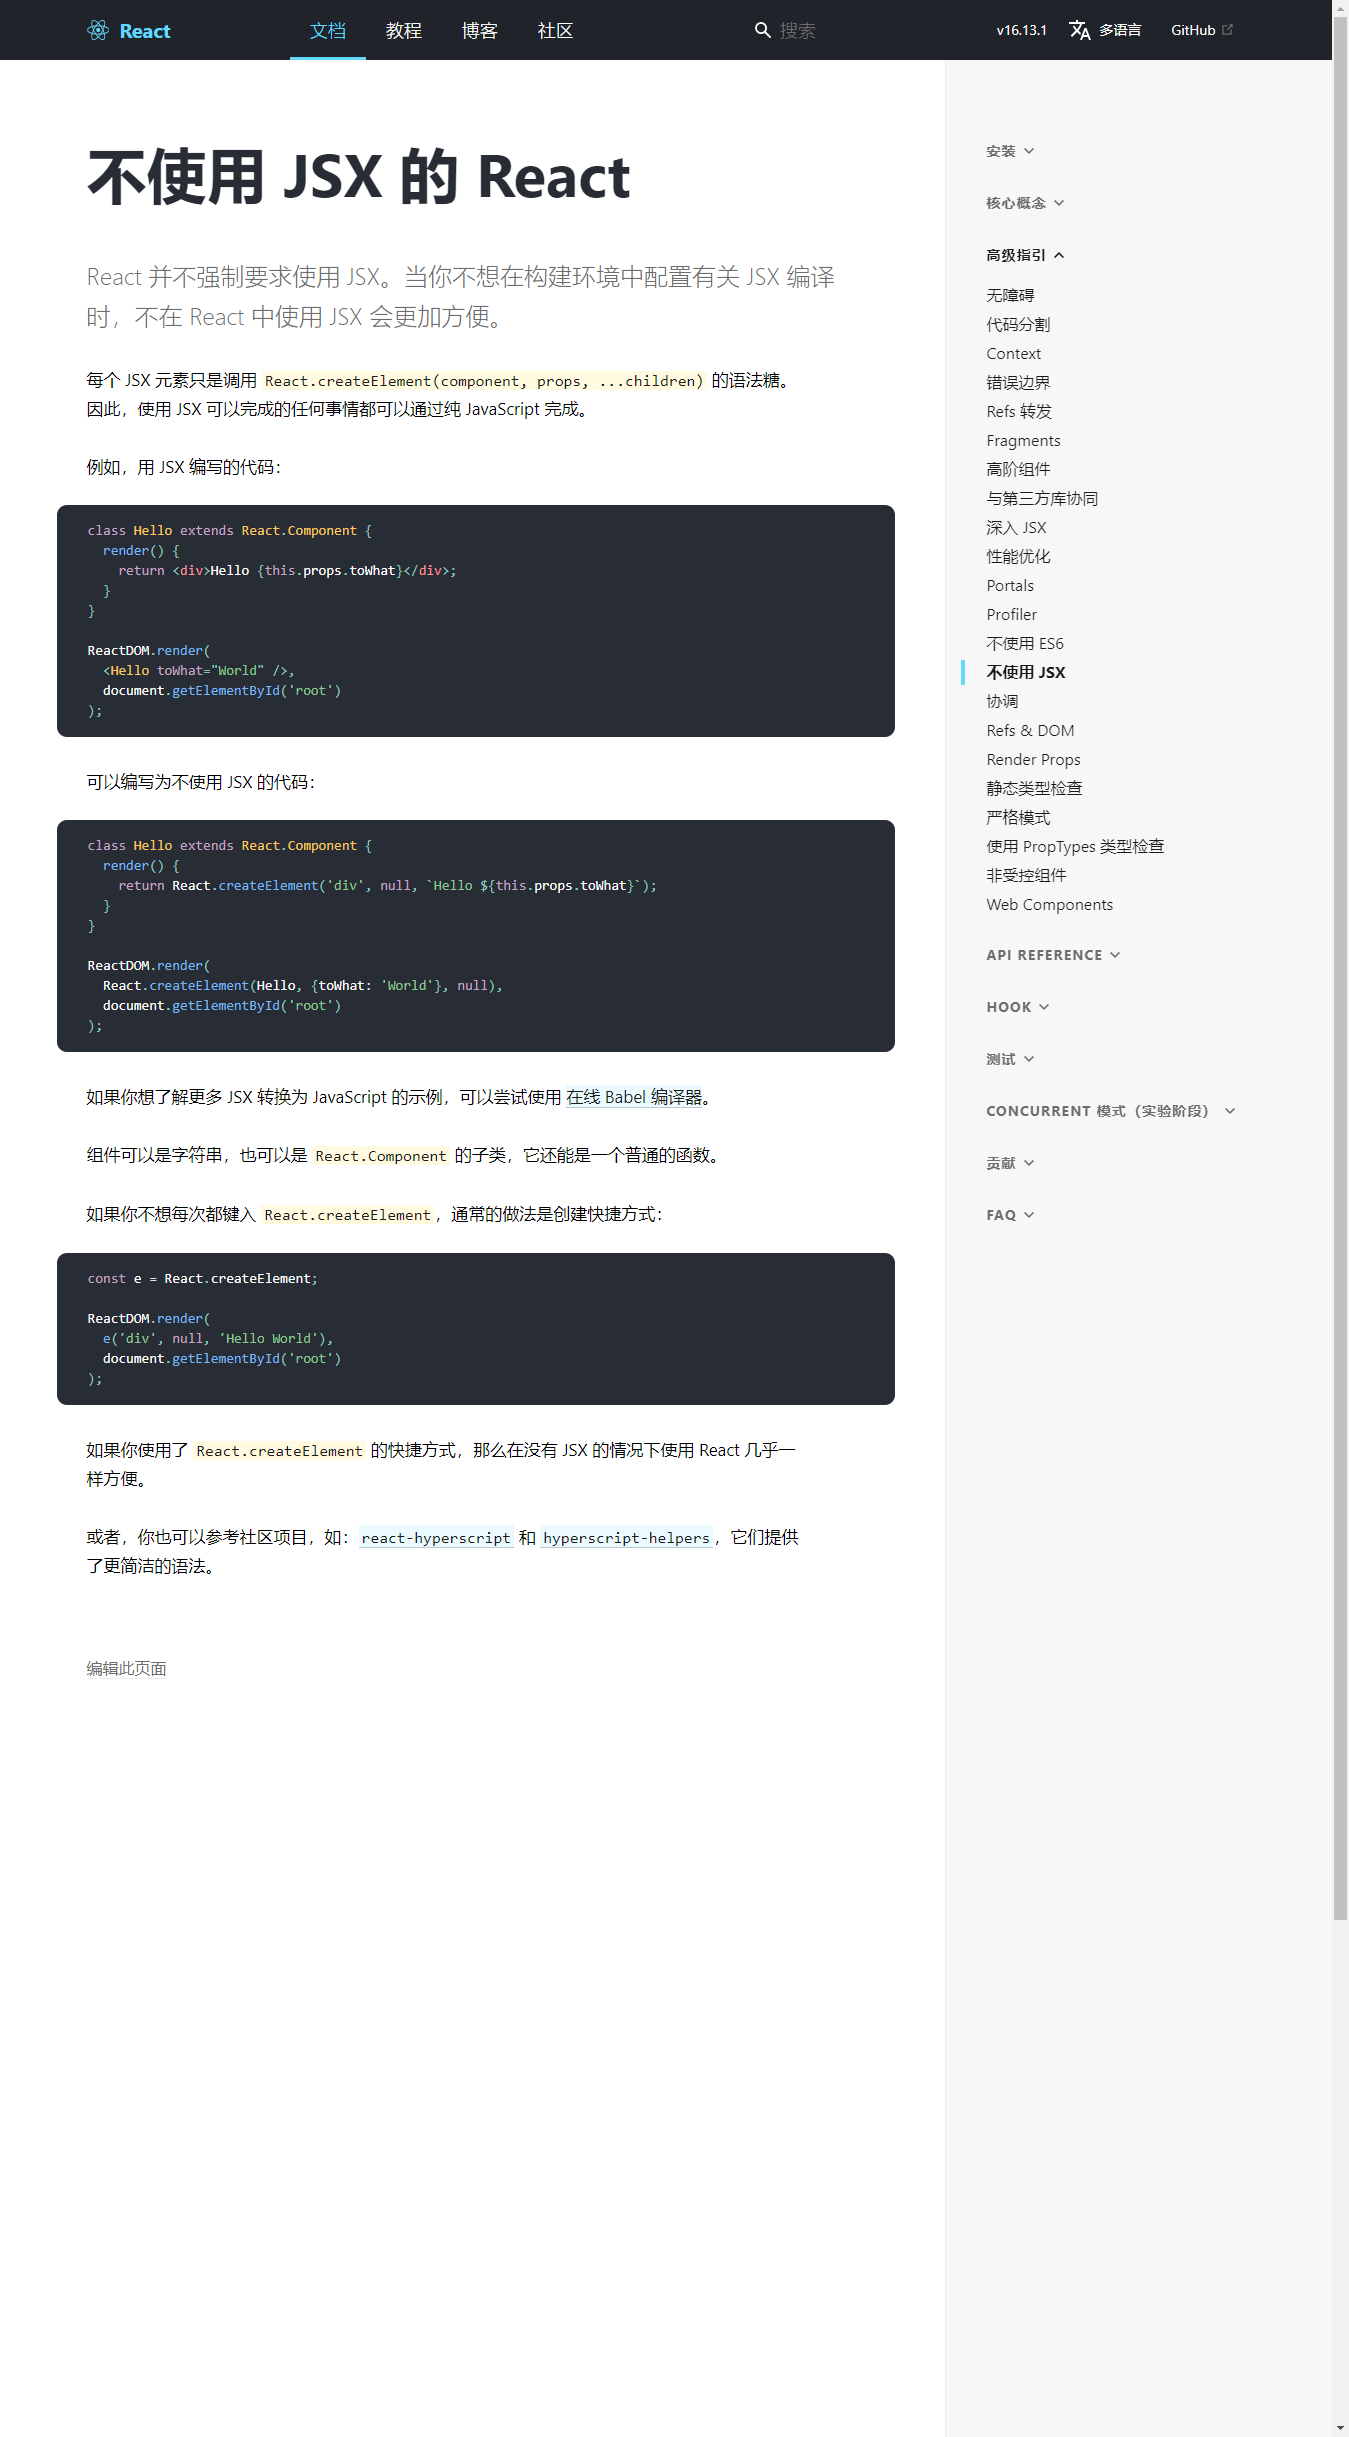 React
文档
教程
博客
社区
搜索
v16.13.1
多语言
GitHub
不使用 JSX 的 React
React 并不强制要求使用 JSX。当你不想在构建环境中配置有关 JSX 编译
时，不在 React 中使用 JSX 会更加方便。
每个 JSX 元素只是调用 React.createElement(component, props, ...children) 的语法糖。
因此，使用 JSX 可以完成的任何事情都可以通过纯 JavaScript 完成。
例如，用 JSX 编写的代码：
class Hello extends React.Component {
  render() {
    return <div>Hello {this.props.toWhat}</div>;
  }
}
ReactDOM.render(
  <Hello toWhat="World" />,
  document.getElementById('root')
);
可以编写为不使用 JSX 的代码：
class Hello extends React.Component {
  render() {
    return React.createElement('div', null, `Hello ${this.props.toWhat}`);
  }
}
ReactDOM.render(
  React.createElement(Hello, {toWhat: 'World'}, null),
  document.getElementById('root')
);
如果你想了解更多 JSX 转换为 JavaScript 的示例，可以尝试使用 在线 Babel 编译器。
组件可以是字符串，也可以是 React.Component 的子类，它还能是一个普通的函数。
如果你不想每次都键入 React.createElement，通常的做法是创建快捷方式：
const e = React.createElement;
ReactDOM.render(
  e('div', null, 'Hello World'),
  document.getElementById('root')
);
如果你使用了 React.createElement 的快捷方式，那么在没有 JSX 的情况下使用 React 几乎一
样方便。
或者，你也可以参考社区项目，如：react-hyperscript 和 hyperscript-helpers，它们提供
了更简洁的语法。
编辑此页面
安装
核心概念
高级指引
无障碍
代码分割
Context
错误边界
Refs 转发
Fragments
高阶组件
与第三方库协同
深入 JSX
性能优化
Portals
Profiler
不使用 ES6
不使用 JSX
协调
Refs & DOM
Render Props
静态类型检查
严格模式
使用 PropTypes 类型检查
非受控组件
Web Components
API REFERENCE
HOOK
测试
CONCURRENT 模式（实验阶段）
贡献
FAQ